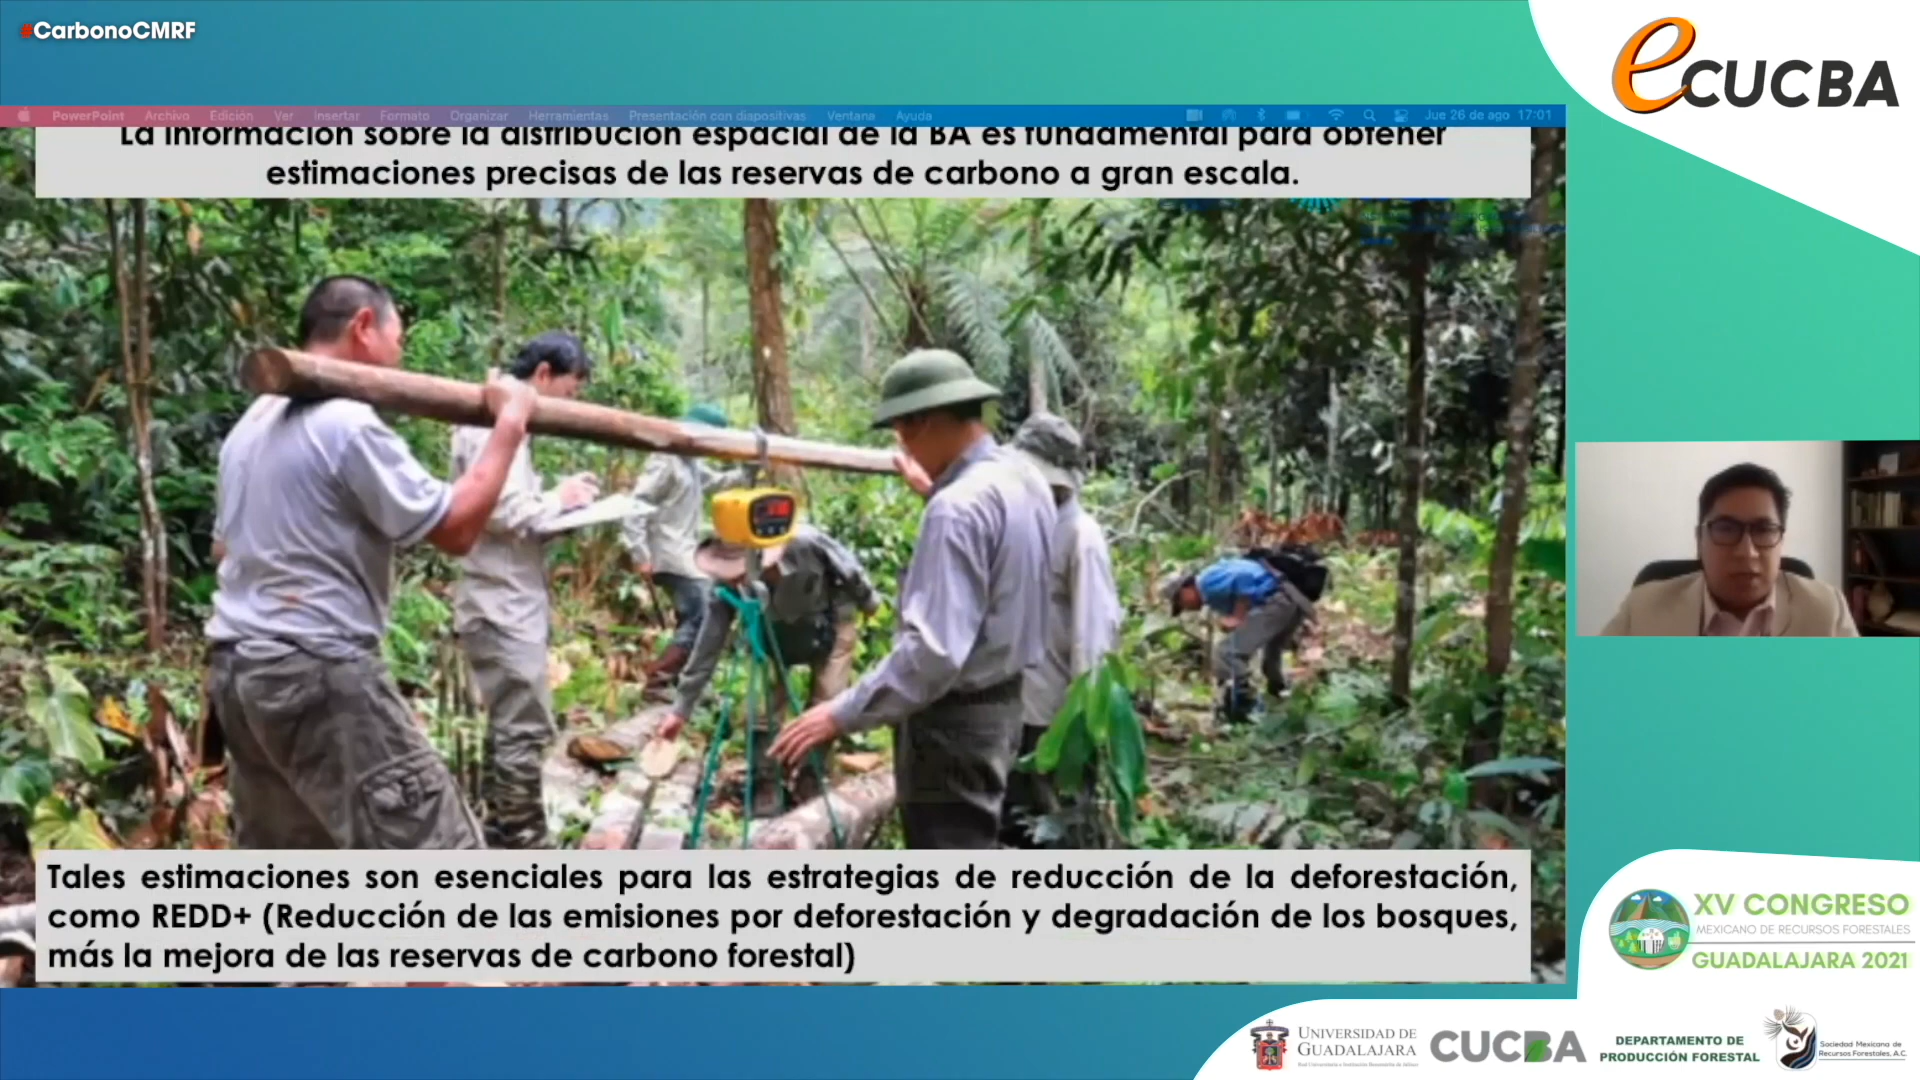 #CarbonoCMRF
eCUCBA
PowerPoint Archivo Edición Ver Insertar Formato Organizar Herramientas Presentación con diapositivas Ventana Ayuda Jue 26 de ago 17:01
La información sobre la distribución espacial de la BA es fundamental para obtener
estimaciones precisas de las reservas de carbono a gran escala.
Tales estimaciones son esenciales para las estrategias de reducción de la deforestación,
como REDD+ (Reducción de las emisiones por deforestación y degradación de los bosques,
más la mejora de las reservas de carbono forestal)
XV CONGRESO
MEXICANO DE RECURSOS FORESTALES
GUADALAJARA 2021
UNIVERSIDAD DE
GUADALAJARA
CUCBA
DEPARTAMENTO DE
PRODUCCIÓN FORESTAL
Sociedad Mexicana de
Recursos Forestales, A.C.